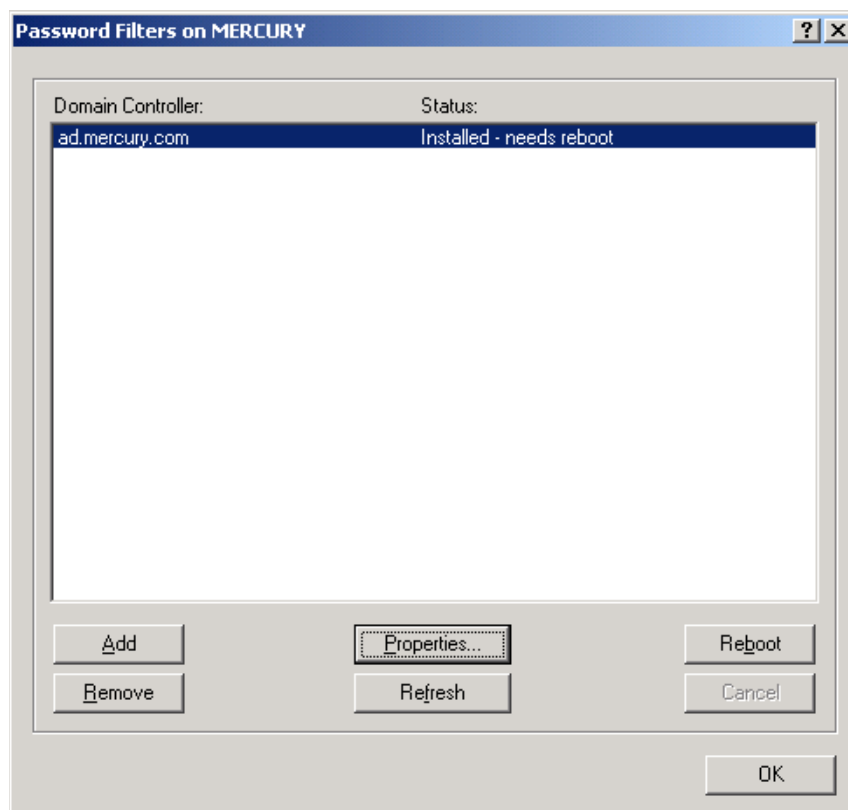 Password Filters on MERCURY
Domain Controller: Status:
ad.mercury.com Installed - needs reboot
Add Properties... Reboot
Remove Refresh Cancel
OK